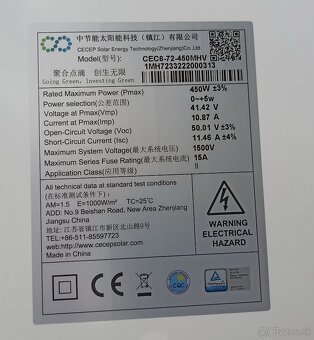 中节能太阳能科技（镇江）有限公司
CECEP Solar Energy Technology(Zhenjiang)Co.,Ltd
聚合点滴 创生无限
Going Green, Investing Green
Model(型号): CEC6-72-450MHV
1MH7233222000313
Rated Maximum Power (Pmax) 450W ±3%
Power selection(公差范围) 0~+5w
Voltage at Pmax(Vmp) 41.42 V
Current at Pmax(Imp) 10.87 A
Open-Circuit Voltage (Voc) 50.01 V ±3%
Short-Circuit Current (Isc) 11.46 A ±4%
Maximum System Voltage(最大系统电压) 1500V
Maximum Series Fuse Rating(最大系统电流) 15A
Application Class(应用等级) II
All technical data at standard test conditions
(在标准测试条件下)
AM=1.5 E=1000W/m² TC=25℃
ADD: No.9 Beishan Road, New Area Zhenjiang
Jiangsu China
地址：江苏省镇江市新区北山路9号
TEL: +86-511-85597723
http: //www.cecepsolar.com
WARNING
ELECTRICAL
HAZARD
CQC
CE
bazos.sk